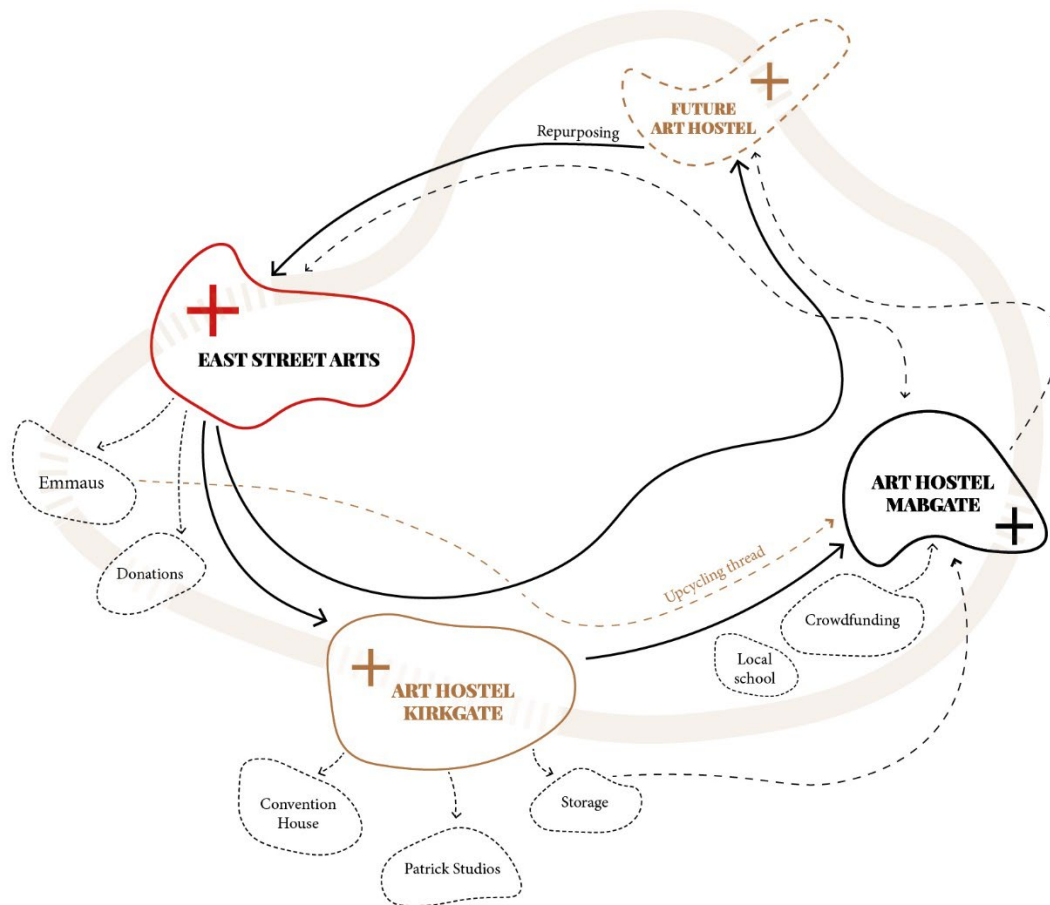 FUTURE
ART HOSTEL
Repurposing
EAST STREET ARTS
Emmaus
ART HOSTEL
MABGATE
Donations
Upcycling thread
Crowdfunding
Local
school
ART HOSTEL
KIRKGATE
Convention
House
Storage
Patrick Studios